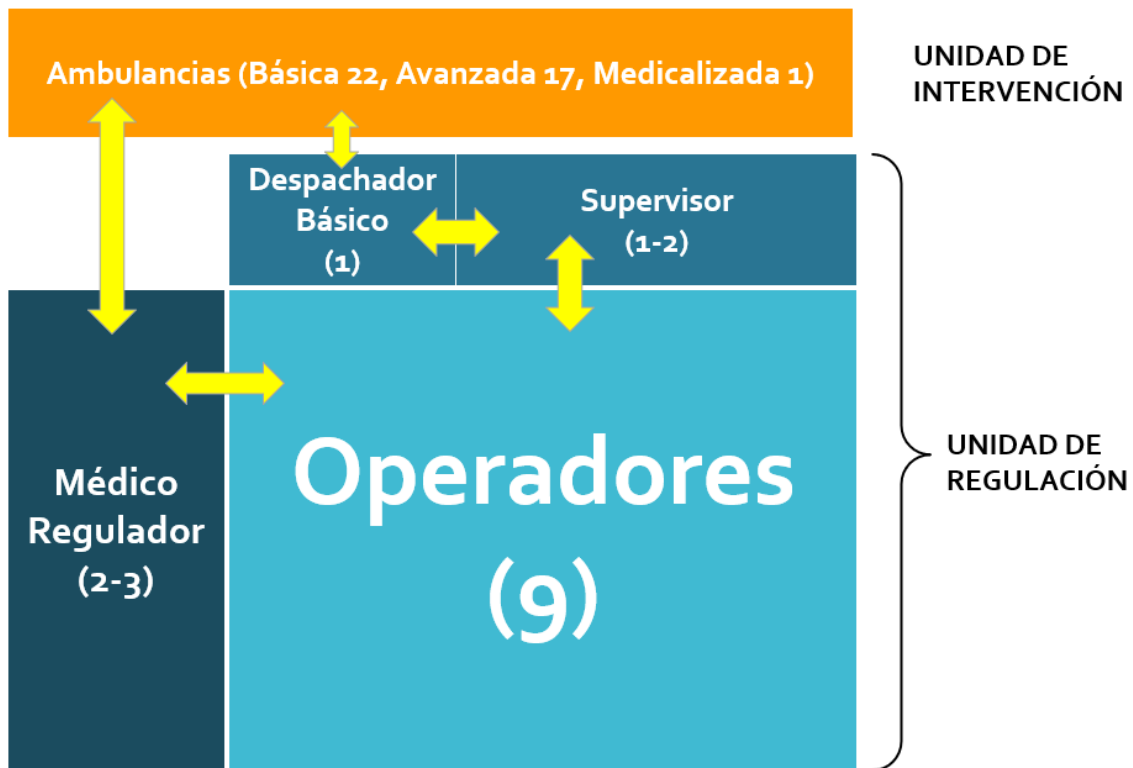 Ambulancias (Básica 22, Avanzada 17, Medicalizada 1)
UNIDAD DE
INTERVENCIÓN
Despachador
Básico
(1)
Supervisor
(1-2)
Médico
Regulador
(2-3)
Operadores
(9)
UNIDAD DE
REGULACIÓN